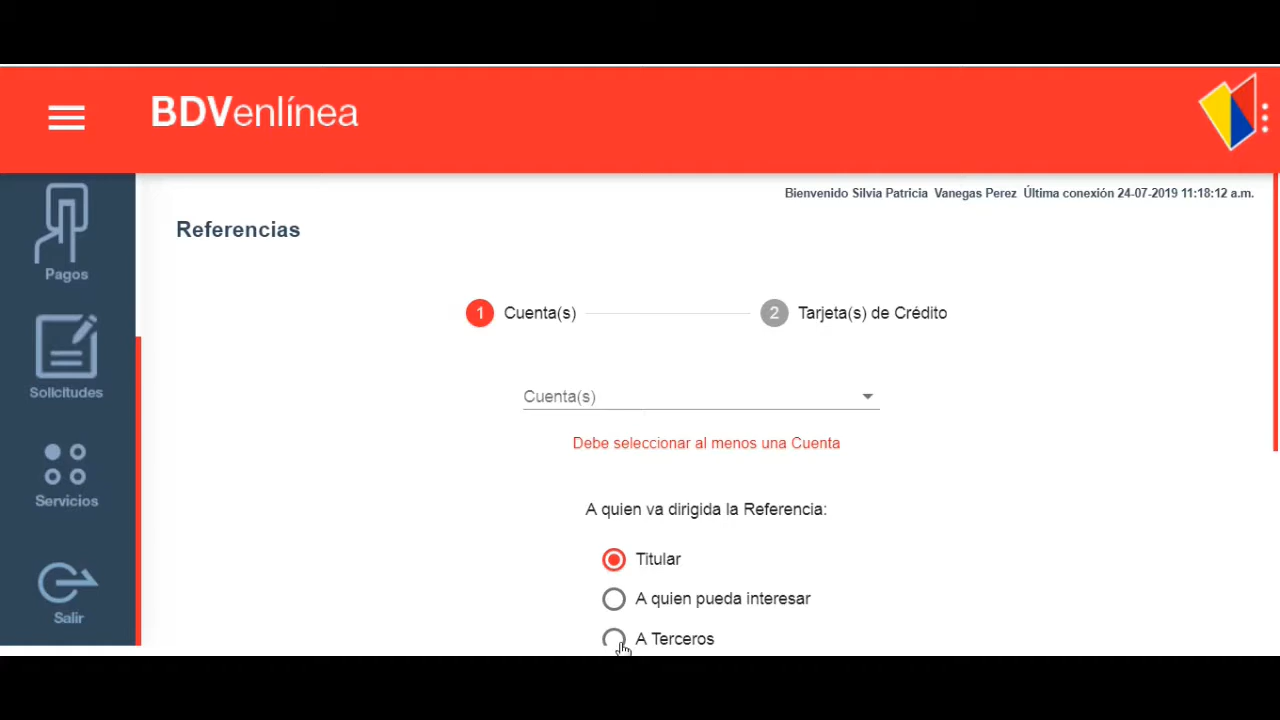 BDVenlínea
Bienvenido Silvia Patricia Vanegas Perez Última conexión 24-07-2019 11:18:12 a.m.
Referencias
Pagos
Solicitudes
Servicios
Salir
1 Cuenta(s)
2 Tarjeta(s) de Crédito
Cuenta(s)
Debe seleccionar al menos una Cuenta
A quien va dirigida la Referencia:
Titular
A quien pueda interesar
A Terceros